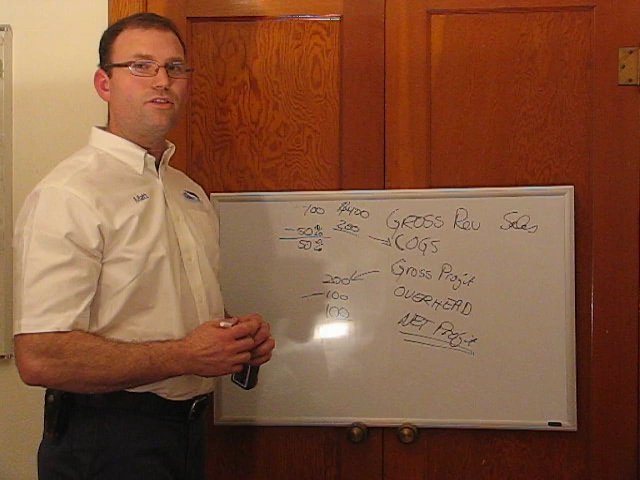 100 $400 GROSS Rev Sales
-50% 200 COGS
50%
200 Gross Profit
-100 OVERHEAD
100 NET Profit